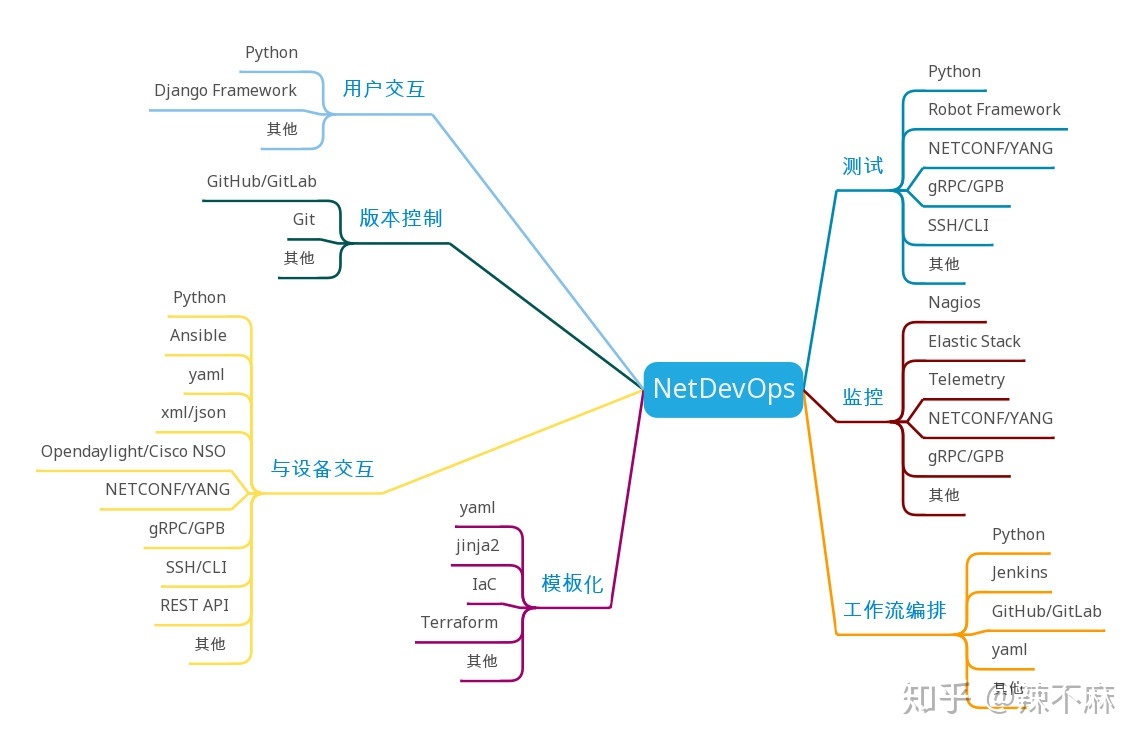 NetDevOps
用户交互
Python
Django Framework
其他
版本控制
GitHub/GitLab
Git
其他
与设备交互
Python
Ansible
yaml
xml/json
Opendaylight/Cisco NSO
NETCONF/YANG
gRPC/GPB
SSH/CLI
REST API
其他
模板化
yaml
jinja2
IaC
Terraform
其他
测试
Python
Robot Framework
NETCONF/YANG
gRPC/GPB
SSH/CLI
其他
监控
Nagios
Elastic Stack
Telemetry
NETCONF/YANG
gRPC/GPB
其他
工作流编排
Python
Jenkins
GitHub/GitLab
yaml
其他
知乎 @辣不麻